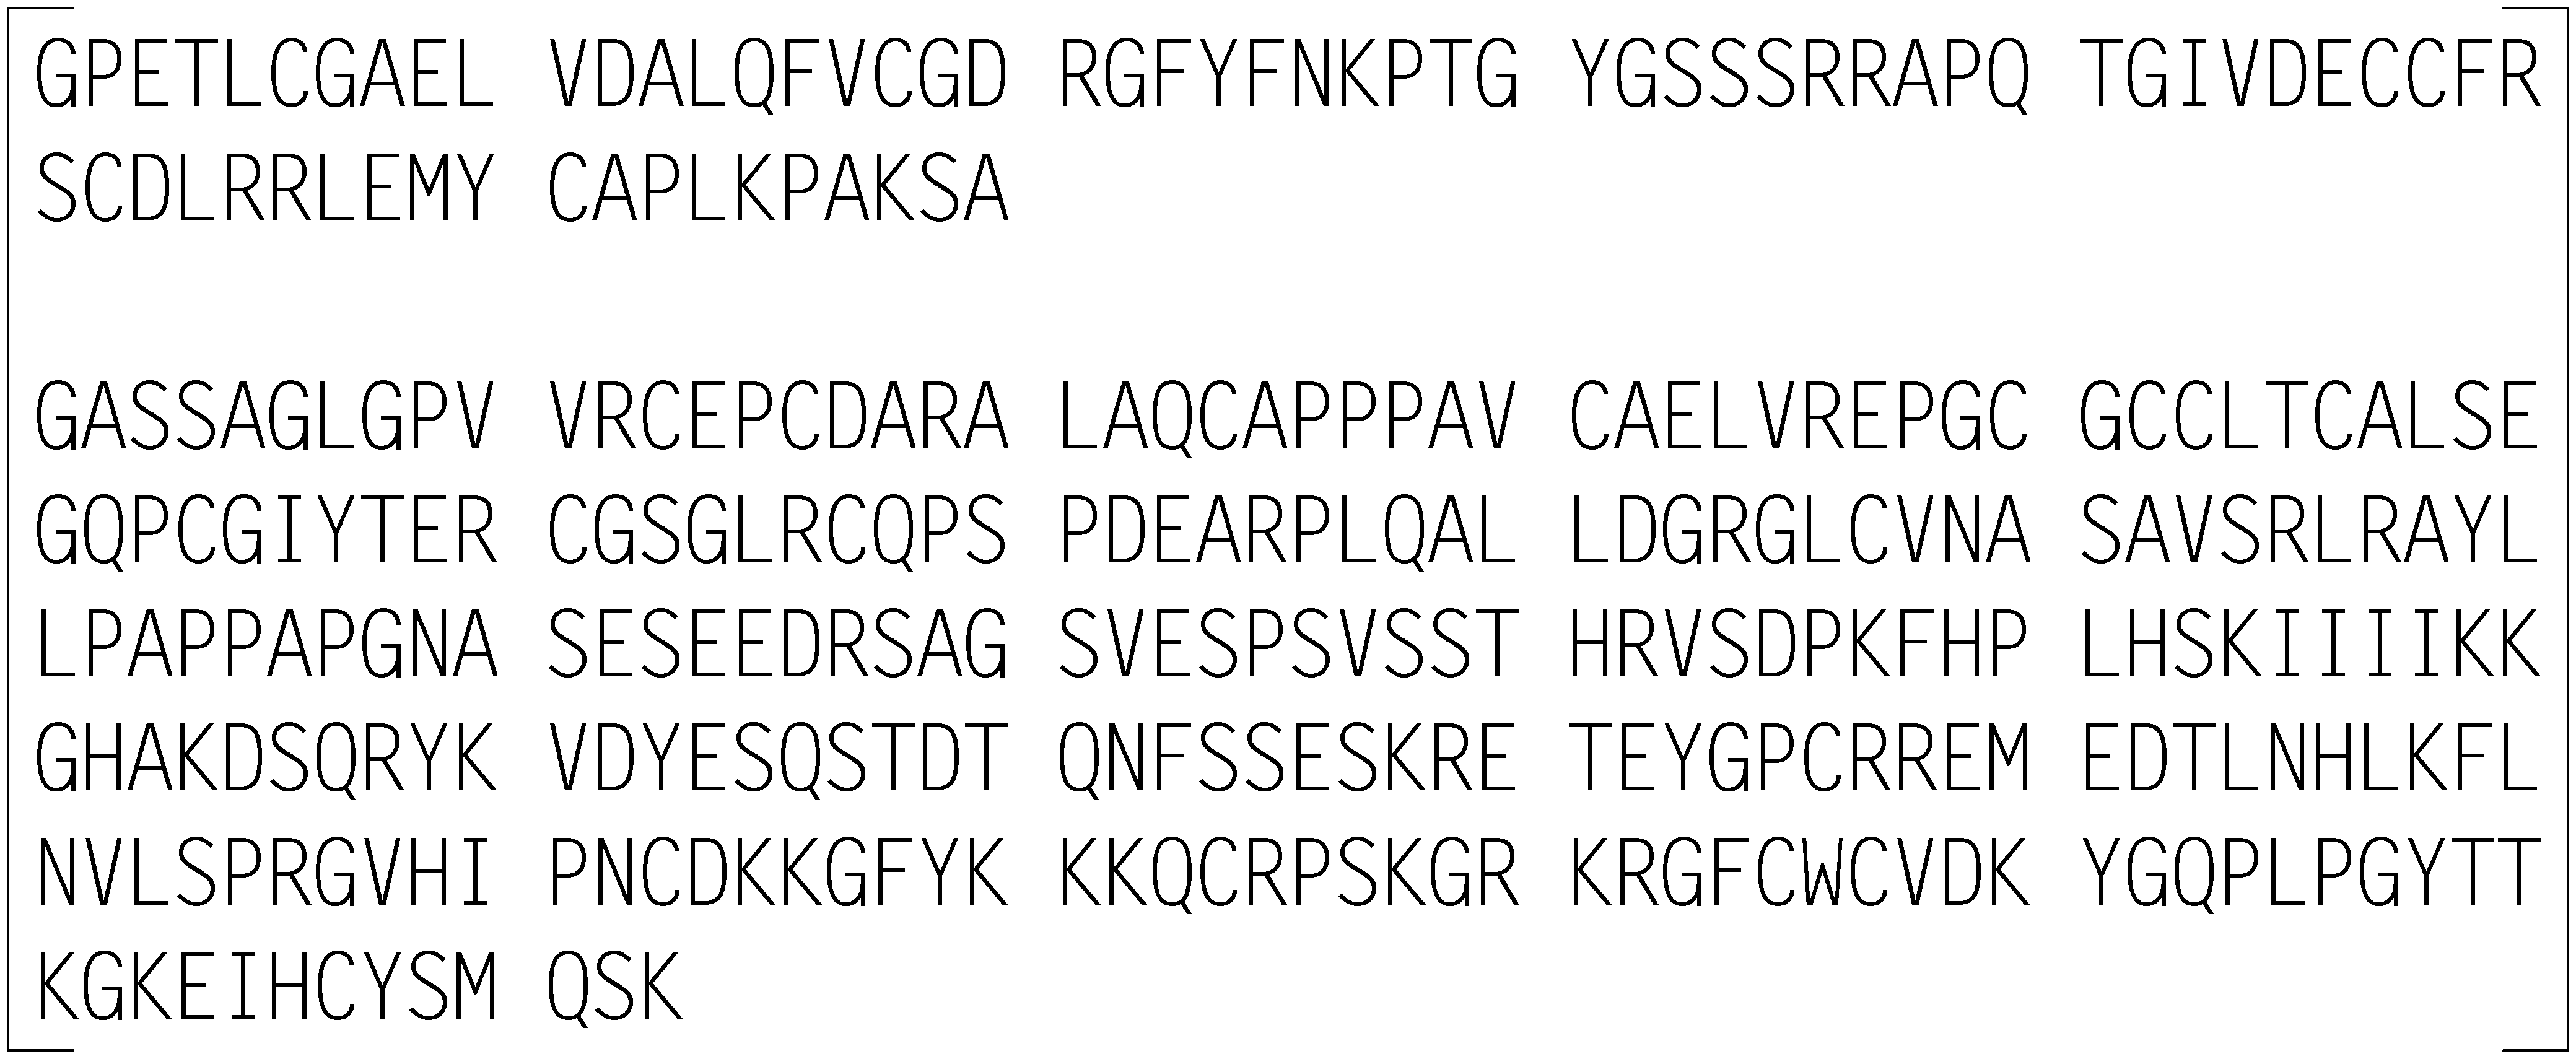 GPETLCGAEL VDALQFVCGD RGFYFNKPTG YGSSSRRAPQ TGIVDECCFR
SCDLRRLEMY CAPLKPAKSA
GASSAGLGPV VRCEPCDARA LAQCAPPPAV CAELVREPGC GCCLTCALSE
GQPCGIYTER CGSGLRCQPS PDEARPLQAL LDGRGLCVNA SAVSRLRAYL
LPAPPAPGNA SESEEDRSAG SVESPSVSST HRVSDPKFHP LHSKIIIIKK
GHAKDSQRYK VDYESQSTDT QNFSSESKRE TEYGPCRREM EDTLNHLKFL
NVLSPRGVHI PNCDKKGFYK KKQCRPSKGR KRGFCWCVDK YGQPLPGYTT
KGKEIHCYSM QSK